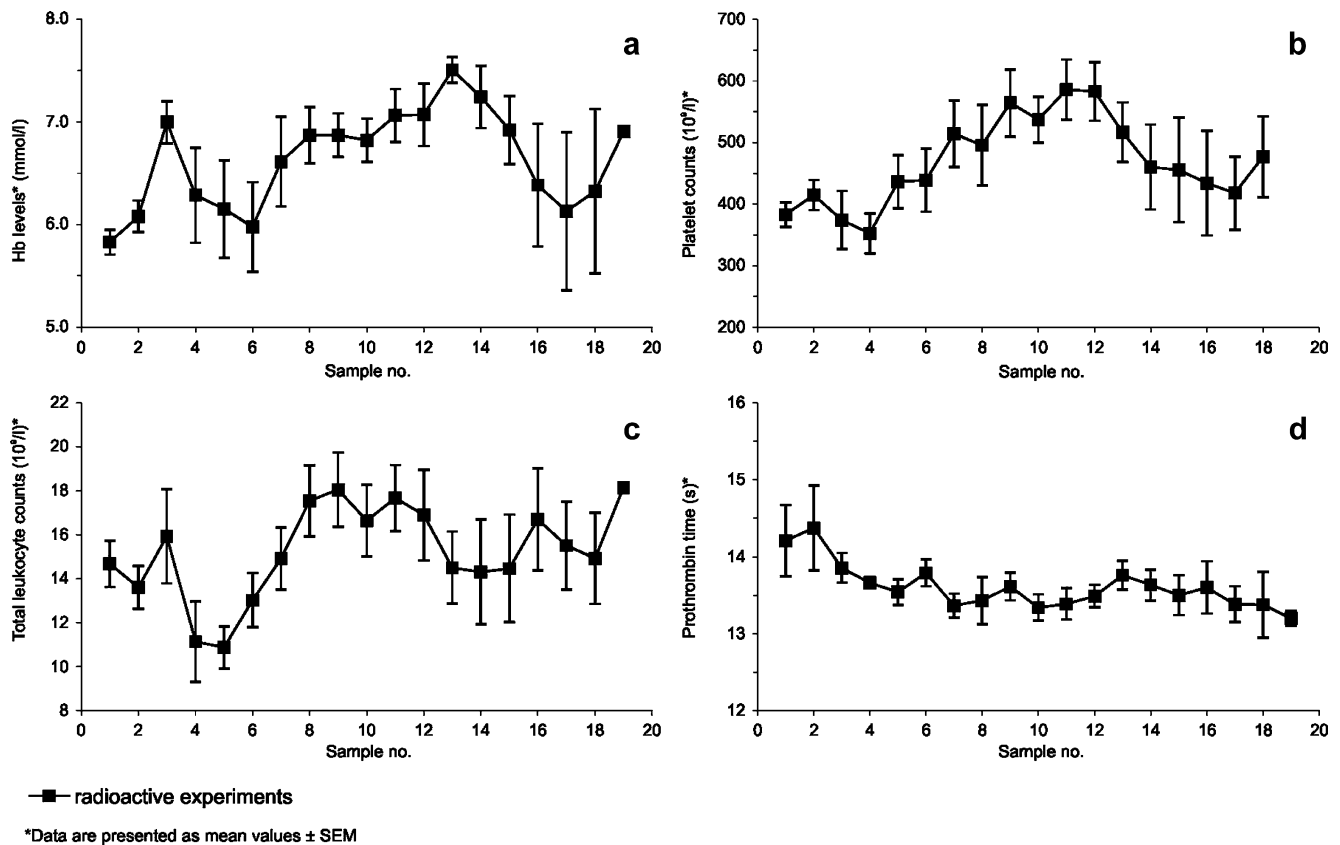 a
8.0
7.0
6.0
5.0
Hb levels* (mmol/l)
0 2 4 6 8 10 12 14 16 18 20
Sample no.
b
700
600
500
400
300
200
Platelet counts (10⁹/l)*
0 2 4 6 8 10 12 14 16 18 20
Sample no.
c
22
20
18
16
14
12
10
8
Total leukocyte counts (10⁹/l)*
0 2 4 6 8 10 12 14 16 18 20
Sample no.
d
16
15
14
13
12
Prothrombin time (s)*
0 2 4 6 8 10 12 14 16 18 20
Sample no.
radioactive experiments
*Data are presented as mean values ± SEM